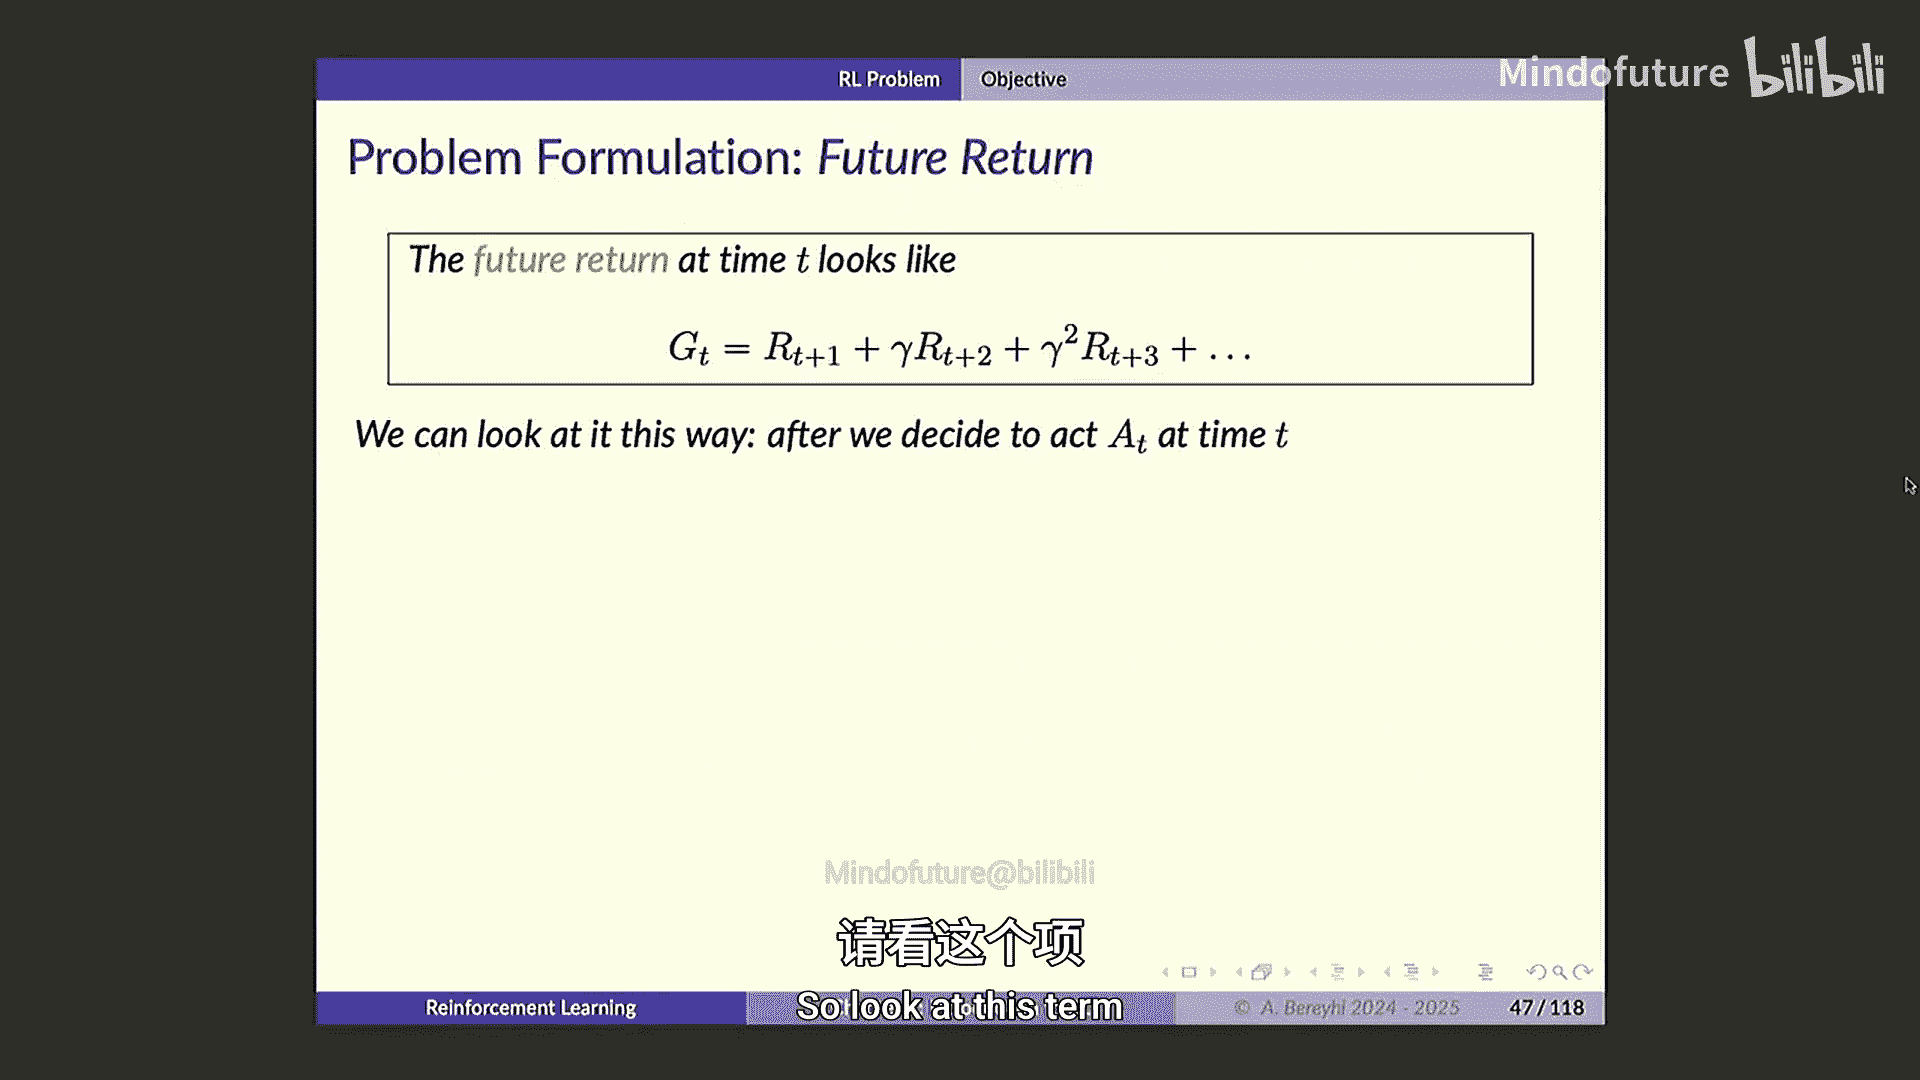 RL Problem Objective
Mindofuture bilibili
Problem Formulation: Future Return
The future return at time t looks like
G_t = R_{t+1} + γR_{t+2} + γ^2 R_{t+3} + ...
We can look at it this way: after we decide to act A_t at time t
Mindofuture@bilibili
请看这个项
So look at this term
Reinforcement Learning © A. Bereyhi 2024 - 2025 47 / 118